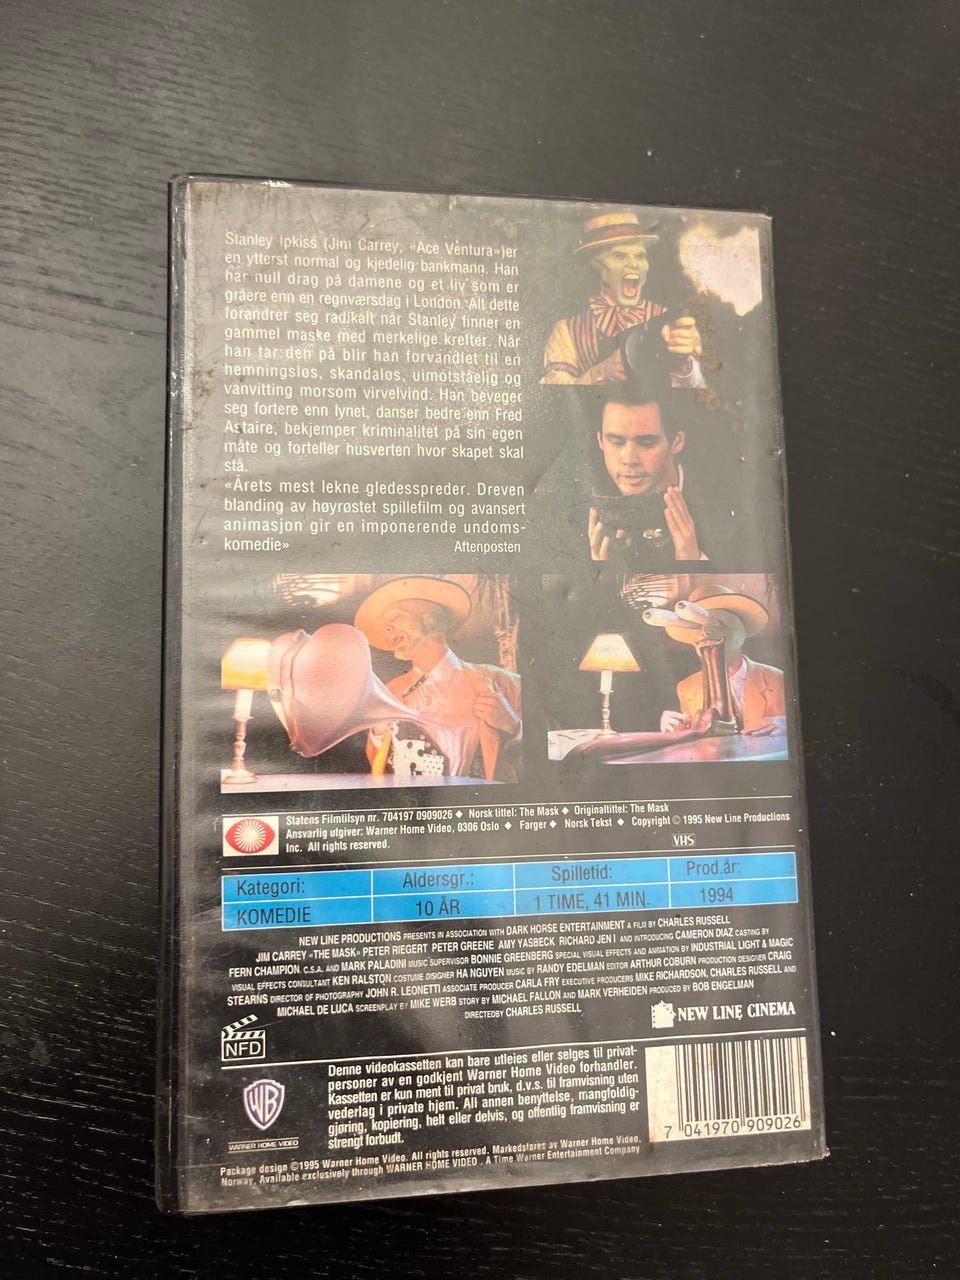 Stanley Ipkiss (Jim Carrey, «Ace Ventura»)er
en ytterst normal og kjedelig bankmann. Han
har null drag på damene og et liv som er
gråere enn en regnværsdag i London. Alt dette
forandrer seg radikalt når Stanley finner en
gammel maske med merkelige krefter. Når
han tar den på blir han forvandlet til en
hemningsløs, skandaløs, uimotståelig og
vanvitting morsom virvelvind. Han beveger
seg fortere enn lynet, danser bedre enn Fred
Astaire, bekjemper kriminalitet på sin egen
måte og forteller husverten hvor skapet skal
stå.
«Årets mest lekne gledesspreder. Dreven
blanding av høyrøstet spillefilm og avansert
animasjon gir en imponerende undoms-
komedie» Aftenposten
Statens Filmtilsyn nr. 704197 0909026 ◆ Norsk tittel: The Mask ◆ Originaltittel: The Mask
Ansvarlig utgiver: Warner Home Video, 0306 Oslo ◆ Farger ◆ Norsk Tekst ◆ Copyright © 1995 New Line Productions
Inc. All rights reserved.
VHS
Kategori: Aldersgr.: Spilletid: Prod.år:
KOMEDIE 10 ÅR 1 TIME, 41 MIN. 1994
NEW LINE PRODUCTIONS PRESENTS IN ASSOCIATION WITH DARK HORSE ENTERTAINMENT A FILM BY CHARLES RUSSELL
JIM CARREY «THE MASK» PETER RIEGERT PETER GREENE AMY YASBECK RICHARD JEN I AND INTRODUCING CAMERON DIAZ CASTING BY
FERN CHAMPION C.S.A. AND MARK PALADINI MUSIC SUPERVISOR BONNIE GREENBERG SPECIAL VISUAL EFFECTS AND ANIMATION BY INDUSTRIAL LIGHT & MAGIC
VISUAL EFFECTS CONSULTANT KEN RALSTON COSTUME DISIGNER HA NGUYEN MUSIC BY RANDY EDELMAN EDITOR ARTHUR COBURN PRODUCTION DESIGNER CRAIG
STEARNS DIRECTOR OF PHOTOGRAPHY JOHN R. LEONETTI ASSOCIATE PRODUCER CARLA FRY EXECUTIVE PRODUCERS MIKE RICHARDSON, CHARLES RUSSELL AND
MICHAEL DE LUCA SCREENPLAY BY MIKE WERB STORY BY MICHAEL FALLON AND MARK VERHEIDEN PRODUCED BY BOB ENGELMAN
DIRECTEDBY CHARLES RUSSELL
NEW LINE CINEMA
NFD
Denne videokassetten kan bare utleies eller selges til privat-
personer av en godkjent Warner Home Video forhandler.
Kassetten er kun ment til privat bruk, d.v.s. til framvisning uten
vederlag i private hjem. All annen benyttelse, mangfoldig-
gjøring, kopiering, helt eller delvis, og offentlig framvisning er
strengt forbudt.
WB
WARNER HOME VIDEO
7 041970 909026
Package design ©1995 Warner Home Video. All rights reserved. Markedsføres av Warner Home Video,
Norway, Available exclusively through WARNER HOME VIDEO . A Time Warner Entertainment Company